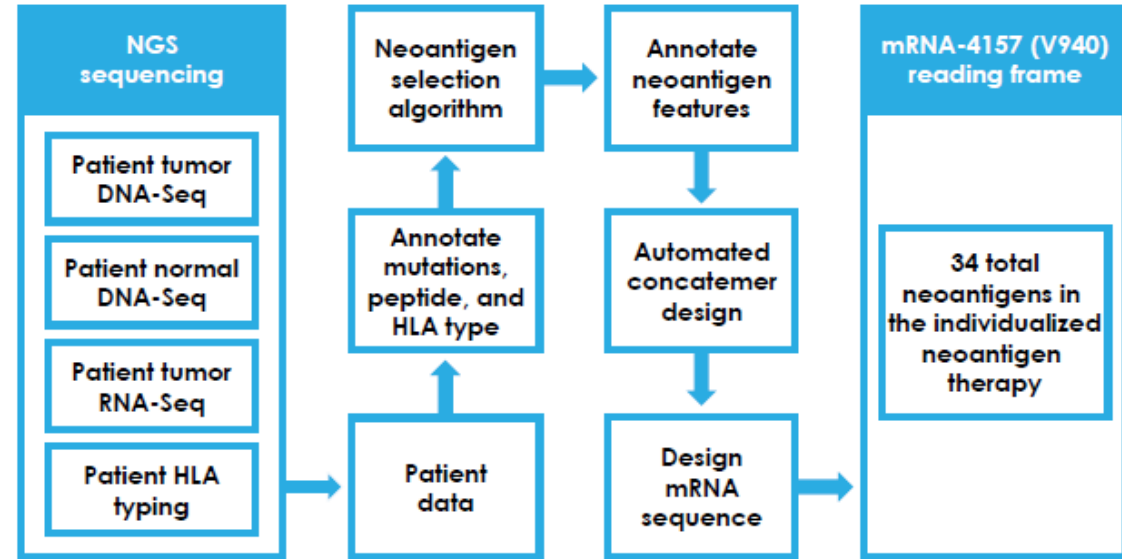 NGS
sequencing
Patient tumor
DNA-Seq
Patient normal
DNA-Seq
Patient tumor
RNA-Seq
Patient HLA
typing
Patient
data
Annotate
mutations,
peptide, and
HLA type
Neoantigen
selection
algorithm
Annotate
neoantigen
features
Automated
concatemer
design
Design
mRNA
sequence
mRNA-4157 (V940)
reading frame
34 total
neoantigens in
the individualized
neoantigen
therapy